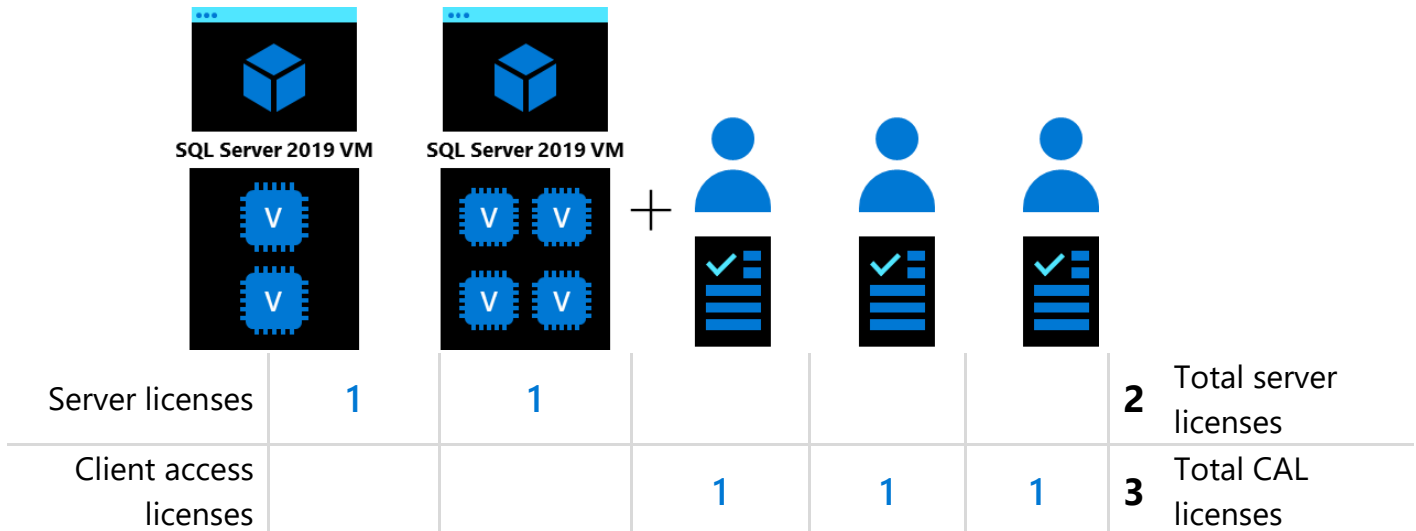 SQL Server 2019 VM
SQL Server 2019 VM
V
V
V V
V V
Server licenses 1 1 2 Total server
licenses
Client access
licenses 1 1 1 3 Total CAL
licenses